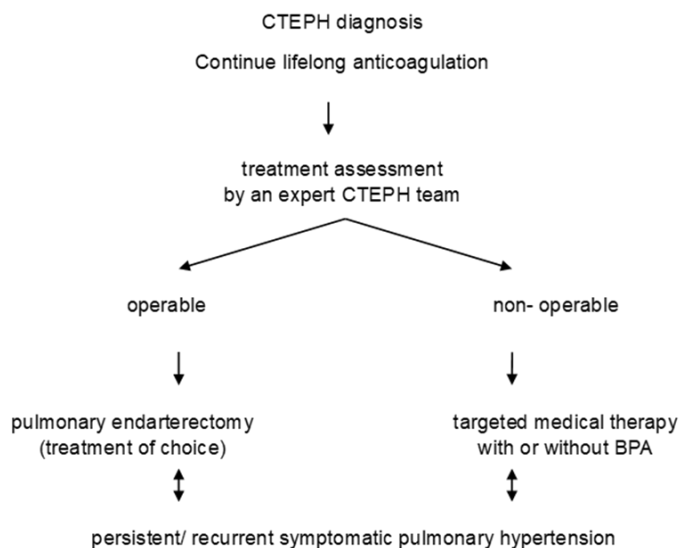 CTEPH diagnosis
Continue lifelong anticoagulation
treatment assessment
by an expert CTEPH team
operable
non- operable
pulmonary endarterectomy
(treatment of choice)
targeted medical therapy
with or without BPA
persistent/ recurrent symptomatic pulmonary hypertension